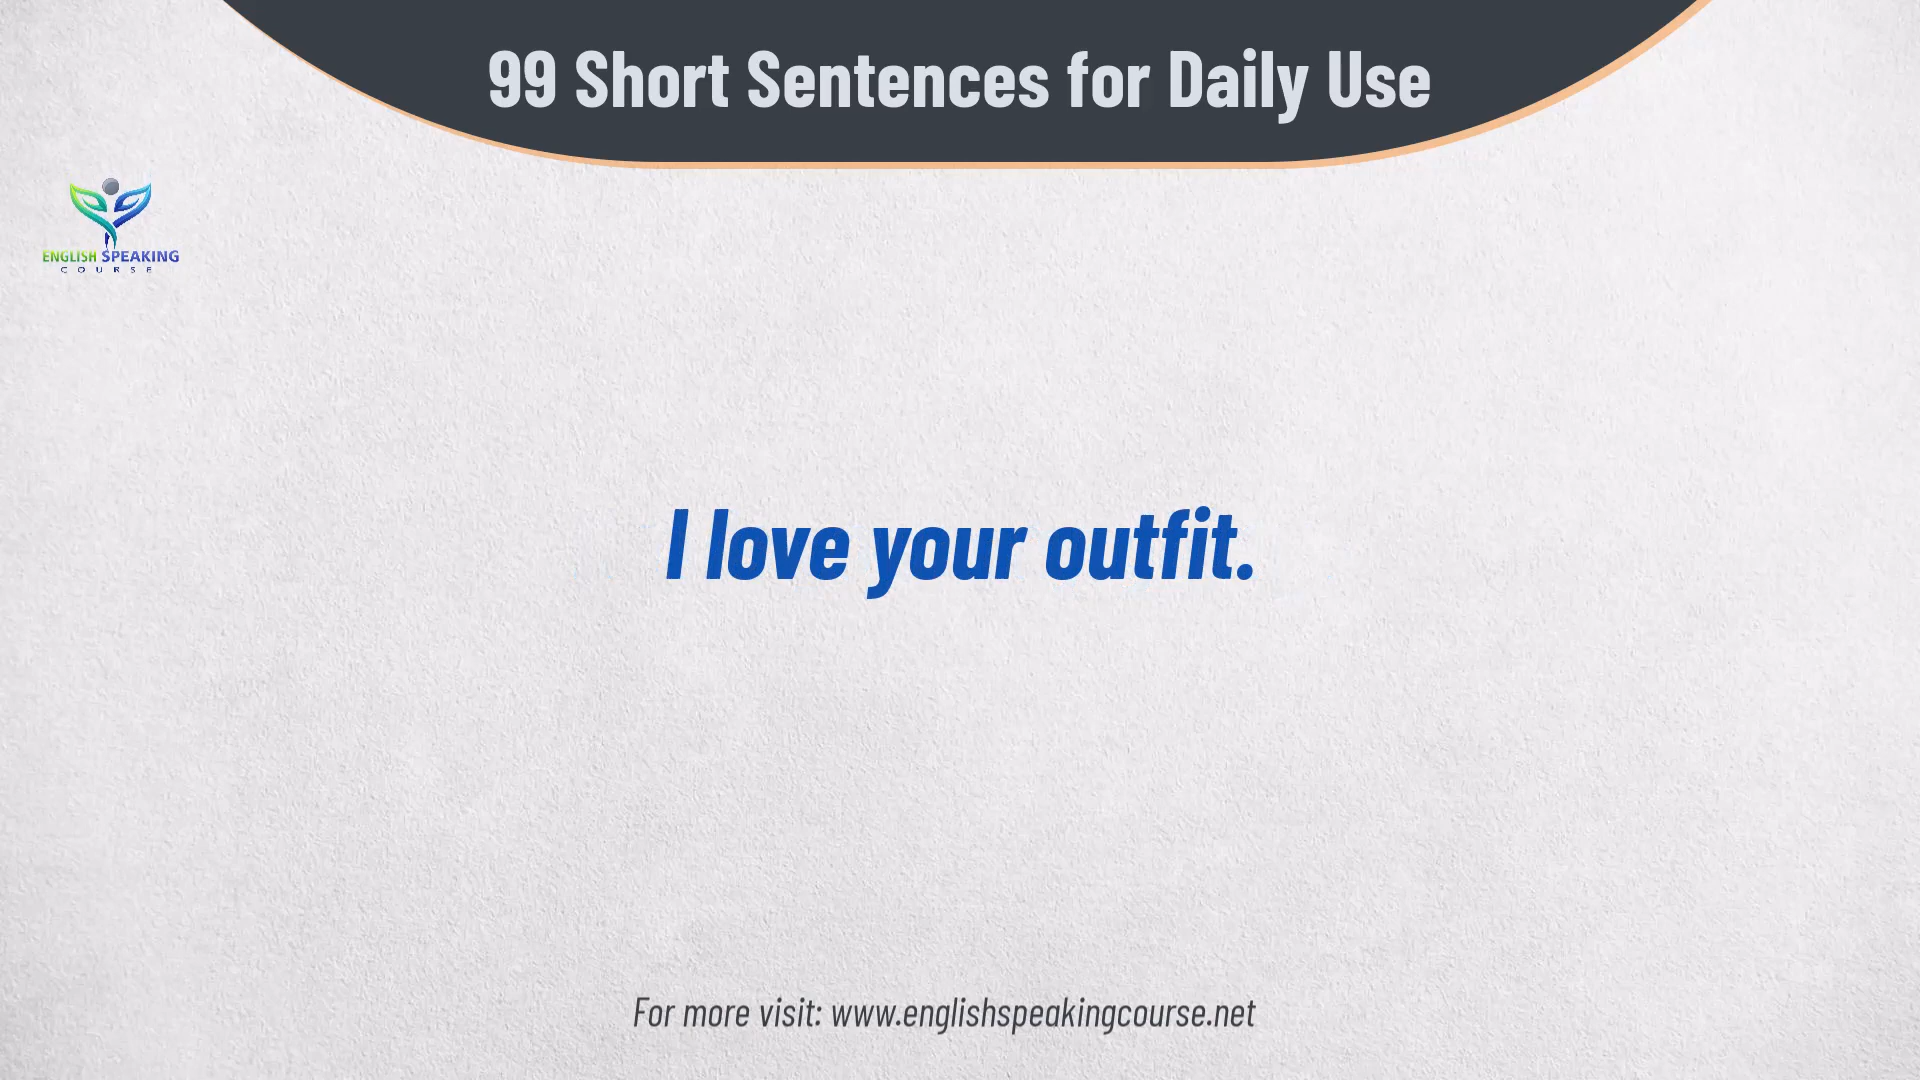 99 Short Sentences for Daily Use
ENGLISH SPEAKING
COURSE
I love your outfit.
For more visit: www.englishspeakingcourse.net